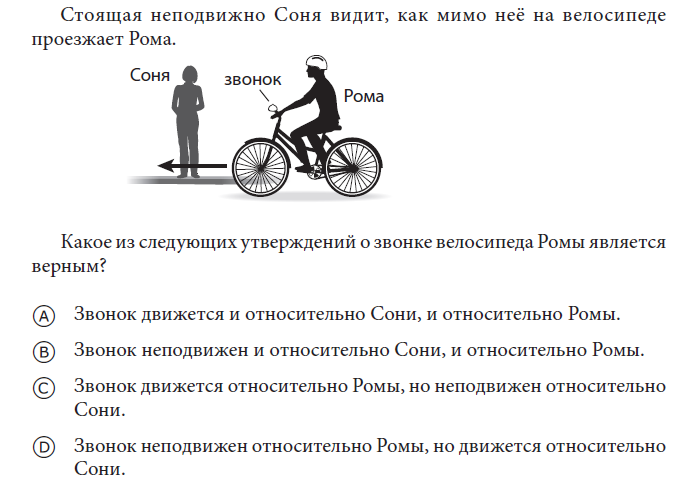 Стоящая неподвижно Соня видит, как мимо неё на велосипеде
проезжает Рома.
Соня
звонок
Рома
Какое из следующих утверждений о звонке велосипеда Ромы является
верным?
A Звонок движется и относительно Сони, и относительно Ромы.
B Звонок неподвижен и относительно Сони, и относительно Ромы.
C Звонок движется относительно Ромы, но неподвижен относительно
Сони.
D Звонок неподвижен относительно Ромы, но движется относительно
Сони.